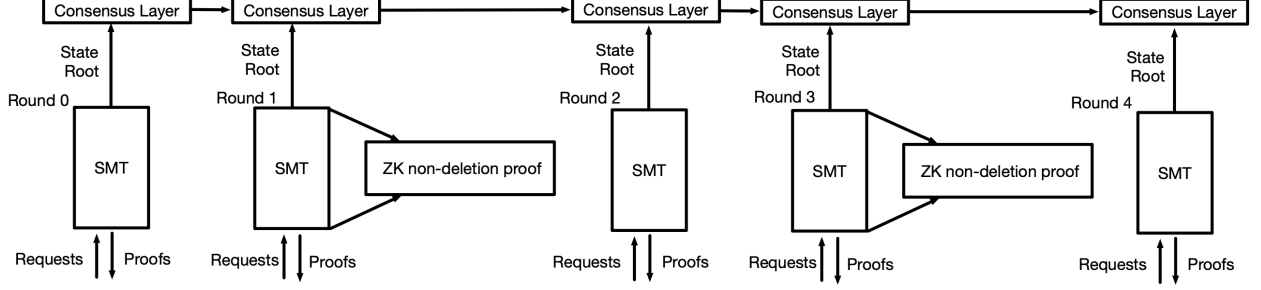 Consensus Layer
Consensus Layer
Consensus Layer
Consensus Layer
Consensus Layer
State
Root
State
Root
State
Root
State
Root
State
Root
Round 0
Round 1
Round 2
Round 3
Round 4
SMT
SMT
ZK non-deletion proof
SMT
SMT
ZK non-deletion proof
SMT
Requests
Proofs
Requests
Proofs
Requests
Proofs
Requests
Proofs
Requests
Proofs